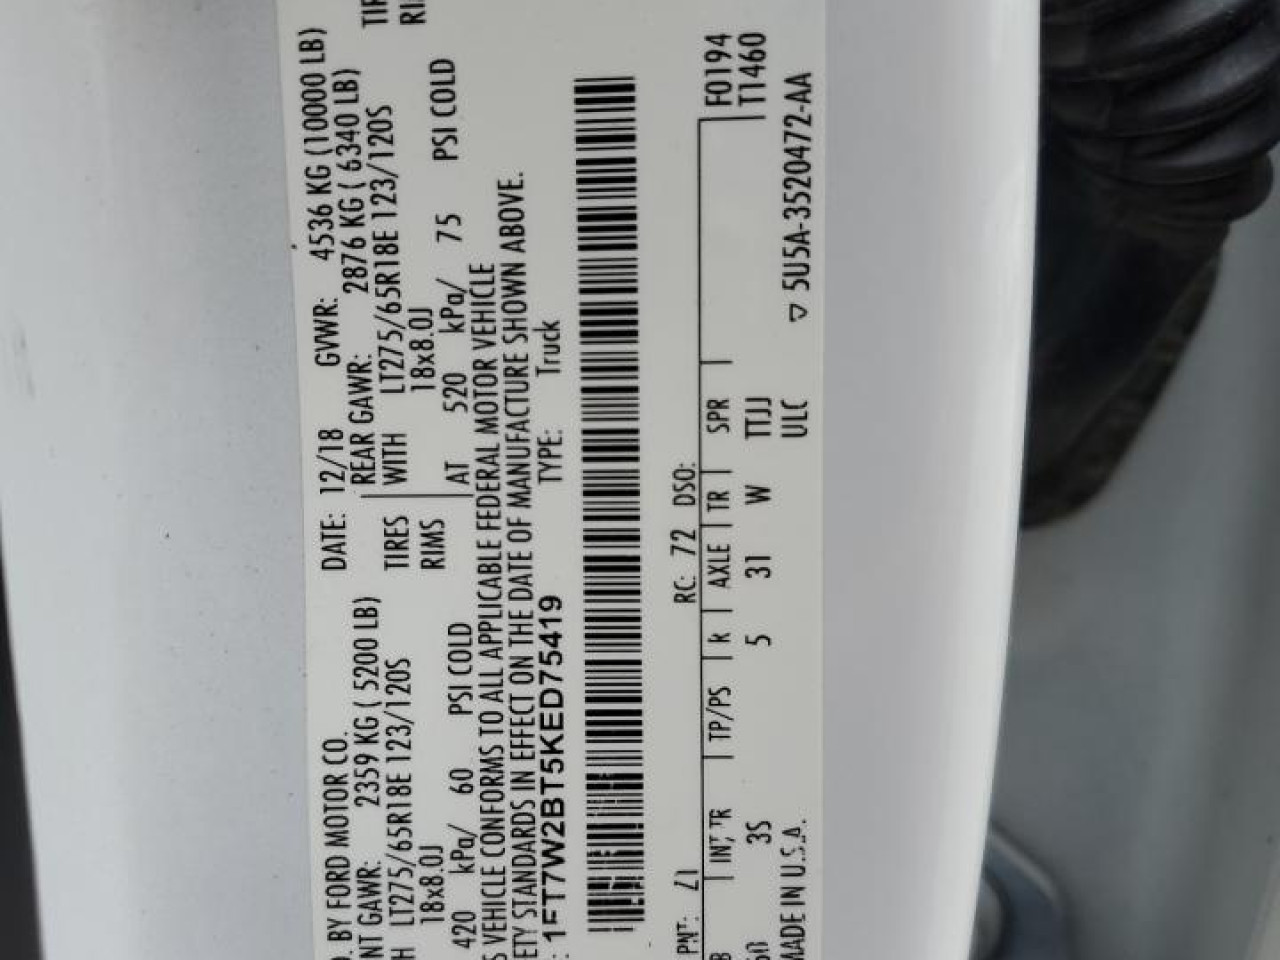 D. BY FORD MOTOR CO. DATE: 12/18 GVWR: 4536 KG (10000 LB)
NT GAWR: 2359 KG ( 5200 LB) REAR GAWR: 2876 KG ( 6340 LB)
H LT275/65R18E 123/120S TIRES WITH LT275/65R18E 123/120S TIR
18x8.0J RIMS 18x8.0J RI
420 kPa/ 60 PSI COLD AT 520 kPa/ 75 PSI COLD
S VEHICLE CONFORMS TO ALL APPLICABLE FEDERAL MOTOR VEHICLE
ETY STANDARDS IN EFFECT ON THE DATE OF MANUFACTURE SHOWN ABOVE.
: 1FT7W2BT5KED75419 TYPE: Truck
PNT: Z1 RC: 72 DSO:
B INT TR TP/PS R AXLE TR SPR F0194
3S 5 31 W TTJJ T1460
MADE IN U.S.A. ULC ▽ 5U5A-3520472-AA